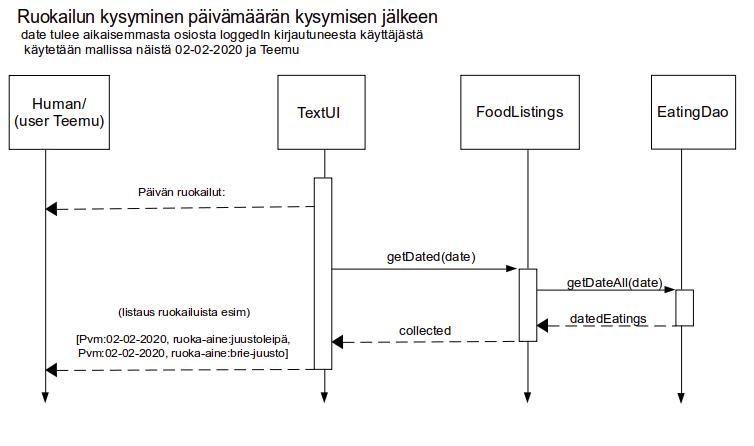 Ruokailun kysyminen päivämäärän kysymisen jälkeen
date tulee aikaisemmasta osiosta loggedIn kirjautuneesta käyttäjästä
käytetään mallissa näistä 02-02-2020 ja Teemu
Human/
(user Teemu)
TextUI
FoodListings
EatingDao
Päivän ruokailut:
getDated(date)
getDateAll(date)
datedEatings
collected
(listaus ruokailuista esim)
[Pvm:02-02-2020, ruoka-aine:juustoleipä,
Pvm:02-02-2020, ruoka-aine:brie-juusto]